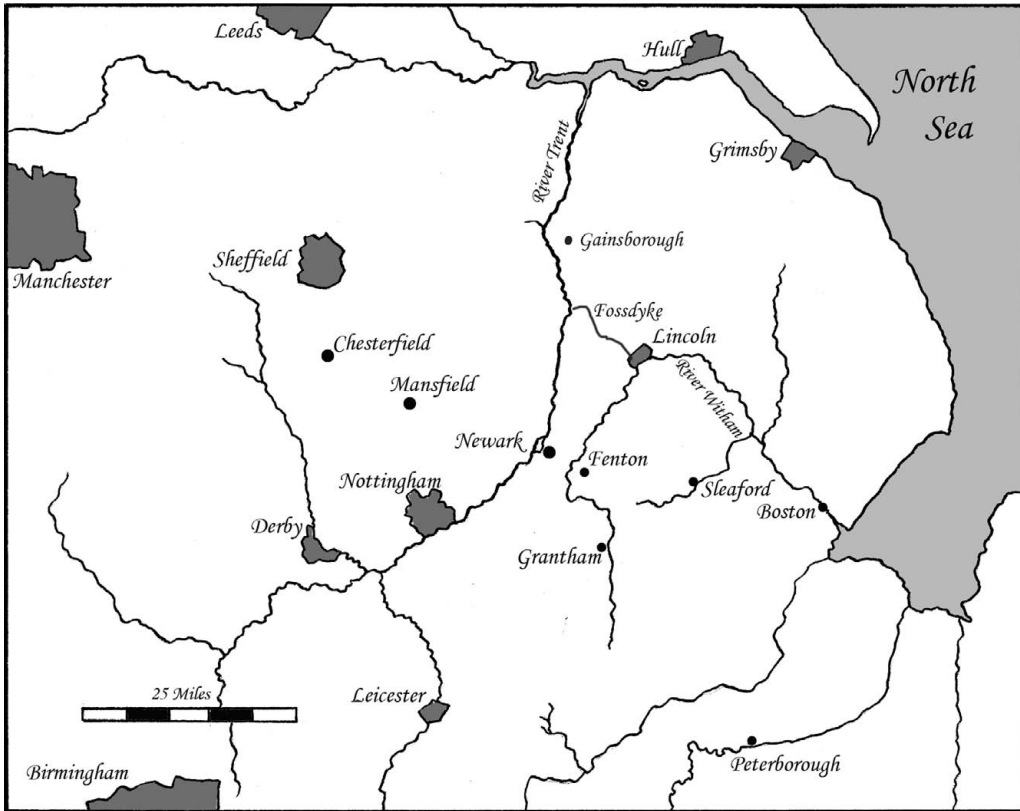 Leeds
Hull
North
Sea
River Trent
Grimsby
Gainsborough
Sheffield
Manchester
Fossdyke
Lincoln
Chesterfield
River Witham
Mansfield
Newark
Fenton
Nottingham
Sleaford
Boston
Derby
Grantham
25 Miles
Leicester
Peterborough
Birmingham